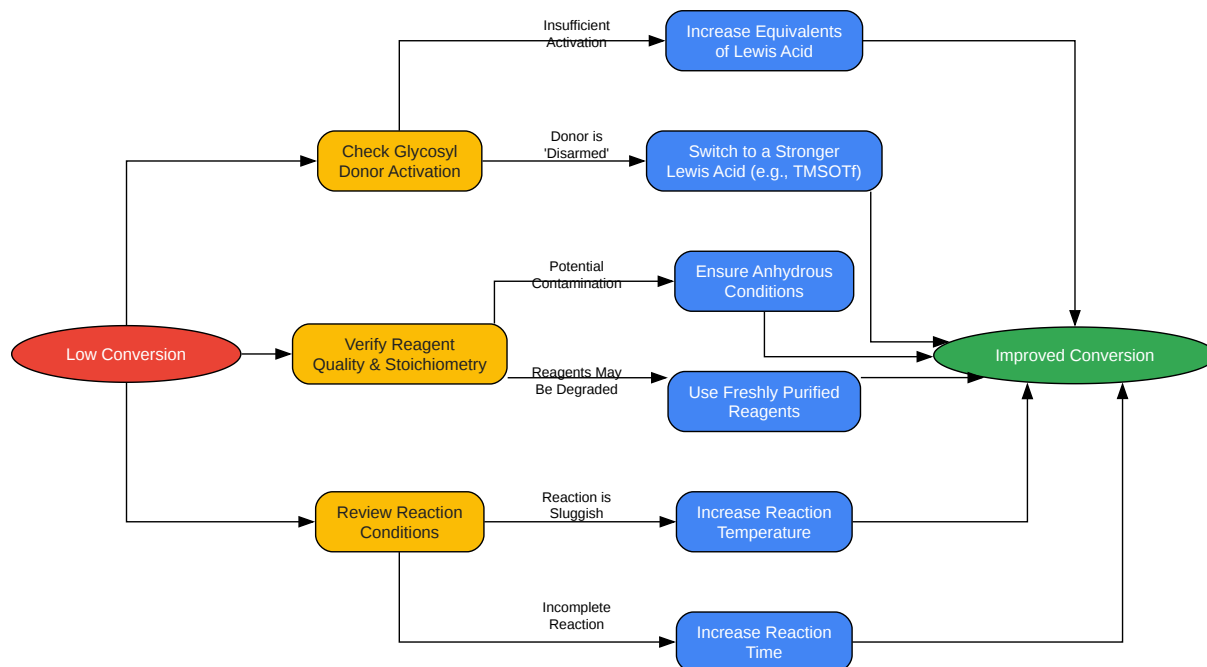 Insufficient
Activation
Increase Equivalents
of Lewis Acid
Check Glycosyl
Donor Activation
Donor is
'Disarmed'
Switch to a Stronger
Lewis Acid (e.g., TMSOTf)
Potential
Contamination
Ensure Anhydrous
Conditions
Low Conversion
Verify Reagent
Quality & Stoichiometry
Reagents May
Be Degraded
Use Freshly Purified
Reagents
Improved Conversion
Review Reaction
Conditions
Reaction is
Sluggish
Increase Reaction
Temperature
Incomplete
Reaction
Increase Reaction
Time